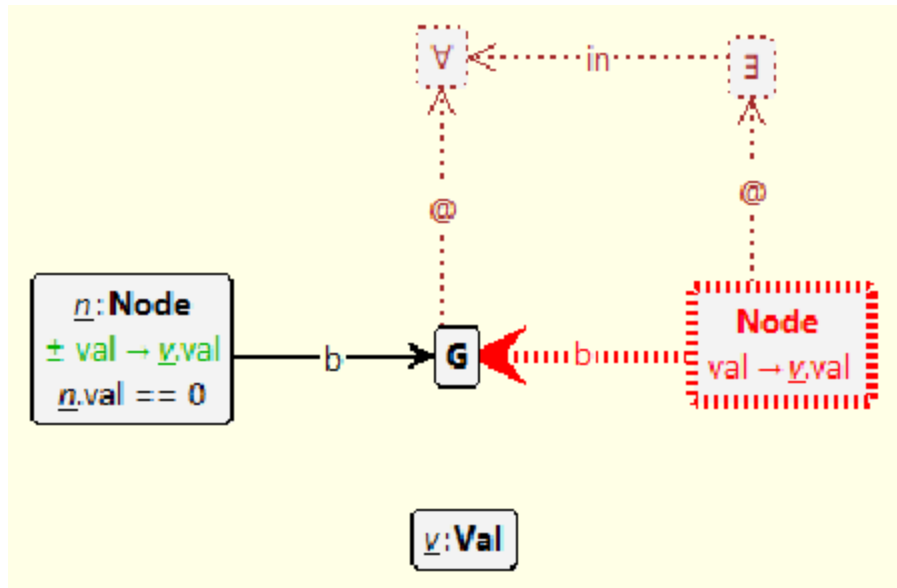 ∀
in
∃
@
@
n:Node
± val → v.val
n.val == 0
b
G
b
Node
val → v.val
v:Val